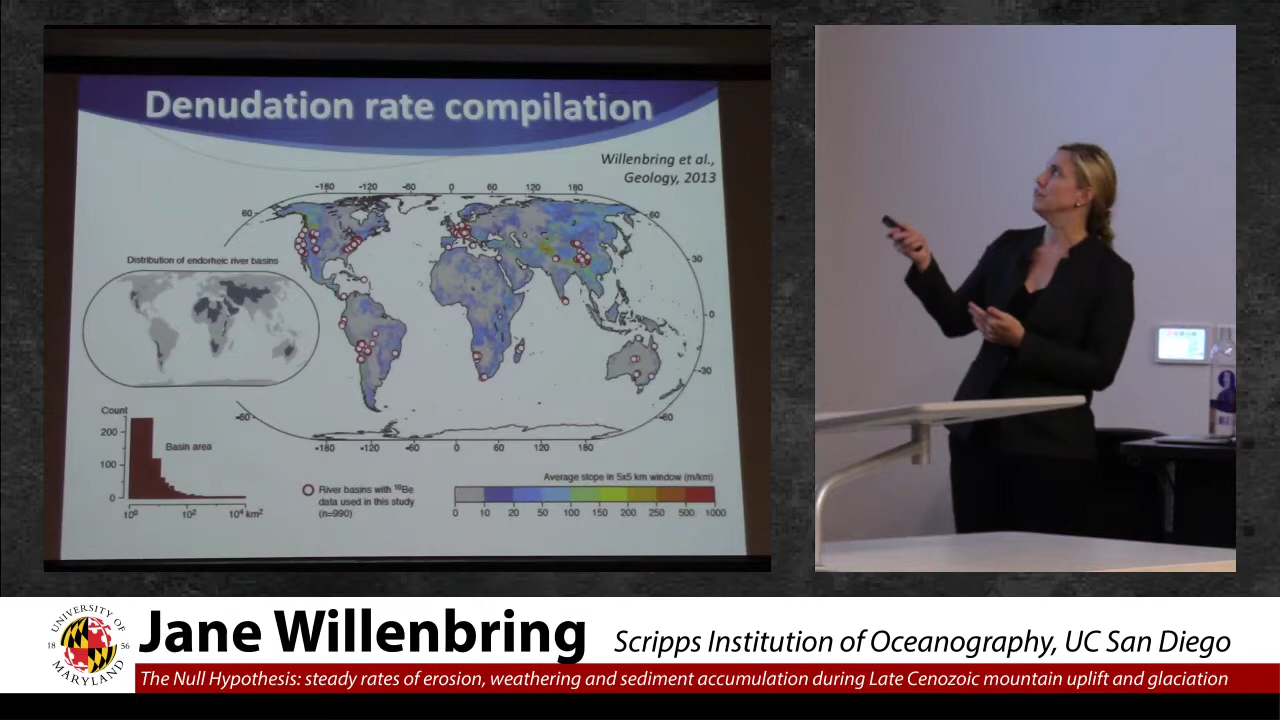 Denudation rate compilation
Willenbring et al.,
Geology, 2013
-180 -120 -60 0 60 120 180
60 60
30
0
-30
-60 -60
-180 -120 -60 0 60 120 180
Distribution of endorheic river basins
Count
200
100
0
Basin area
10⁰ 10² 10⁴ km²
River basins with ¹⁰Be
data used in this study
(n=990)
Average slope in 5x5 km window (m/km)
0 10 20 50 100 150 200 250 500 1000
UNIVERSITY OF
18 56
MARYLAND
Jane Willenbring
Scripps Institution of Oceanography, UC San Diego
The Null Hypothesis: steady rates of erosion, weathering and sediment accumulation during Late Cenozoic mountain uplift and glaciation